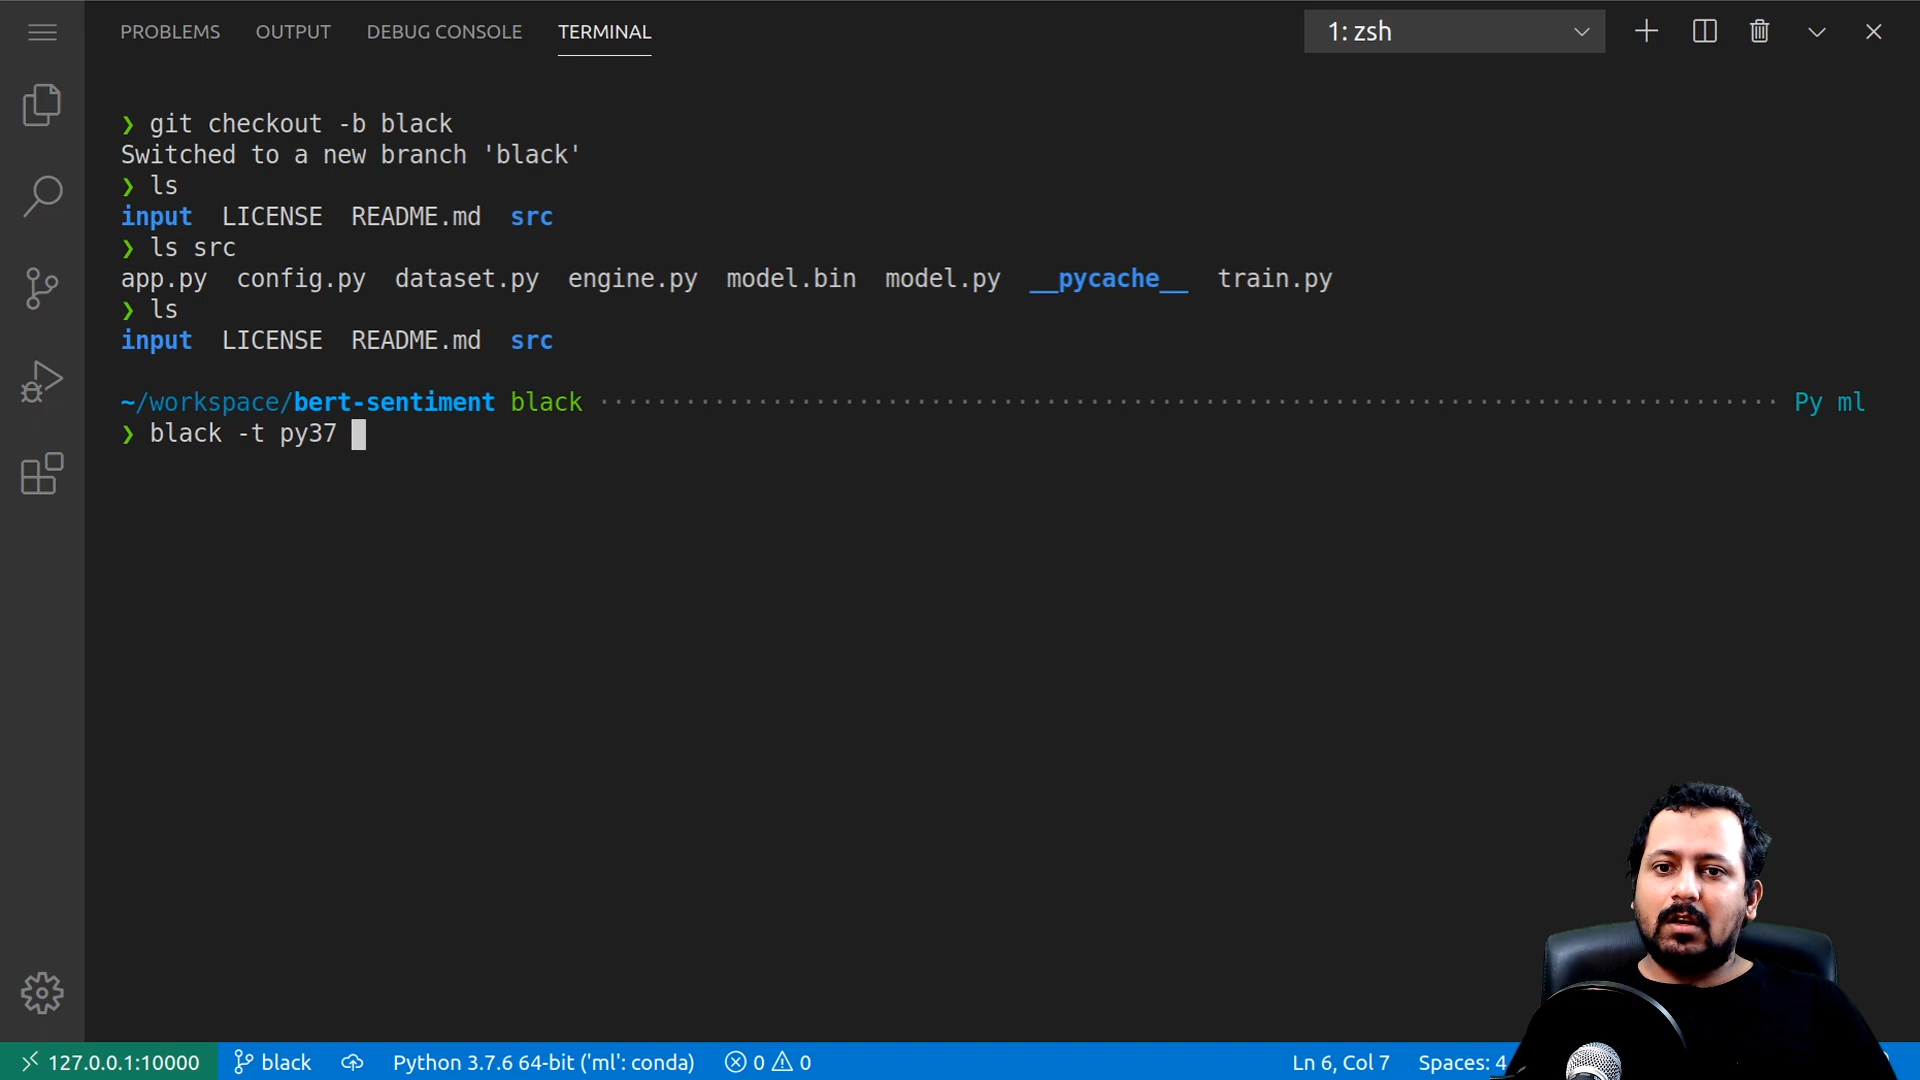 PROBLEMS OUTPUT DEBUG CONSOLE TERMINAL 1: zsh
❯ git checkout -b black
Switched to a new branch 'black'
❯ ls
input LICENSE README.md src
❯ ls src
app.py config.py dataset.py engine.py model.bin model.py __pycache__ train.py
❯ ls
input LICENSE README.md src
~/workspace/bert-sentiment black Py ml
❯ black -t py37
127.0.0.1:10000 black Python 3.7.6 64-bit ('ml': conda) 0 0 Ln 6, Col 7 Spaces: 4